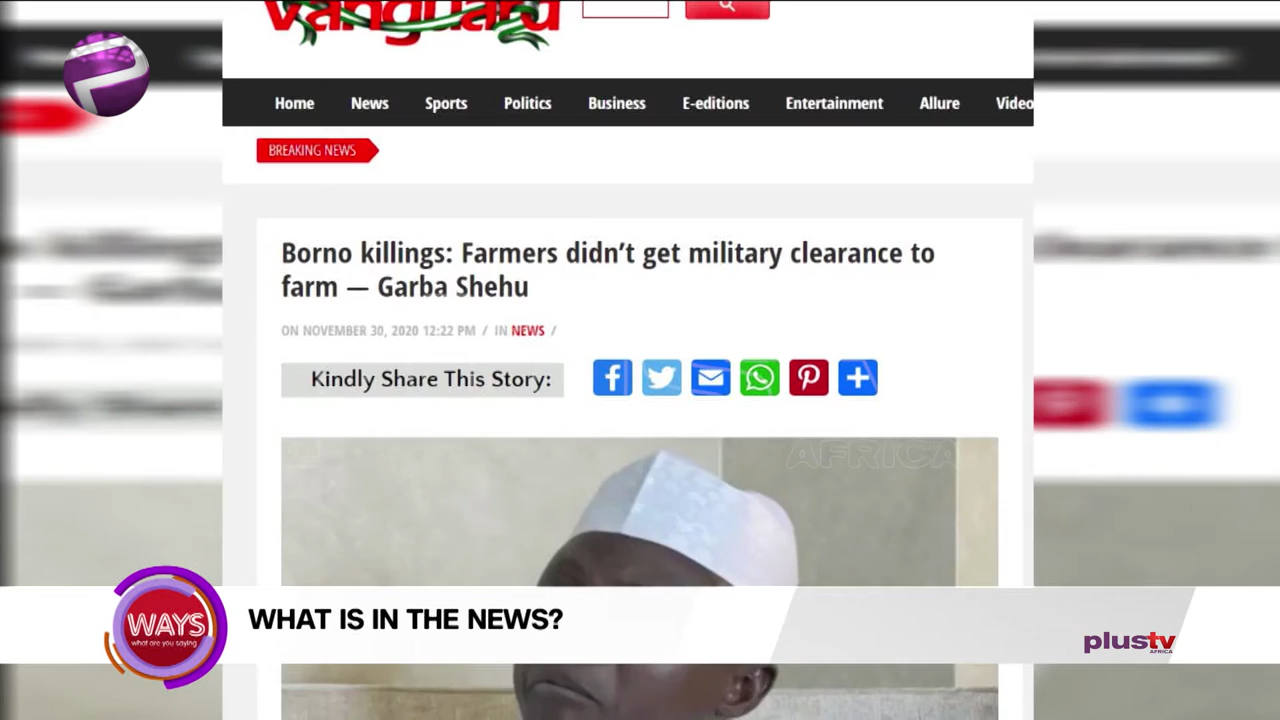 vanguard
Home News Sports Politics Business E-editions Entertainment Allure Video
BREAKING NEWS
Borno killings: Farmers didn't get military clearance to
farm — Garba Shehu
ON NOVEMBER 30, 2020 12:22 PM / IN NEWS /
Kindly Share This Story:
AFRICA
WAYS
what are you saying
WHAT IS IN THE NEWS?
plustv
AFRICA